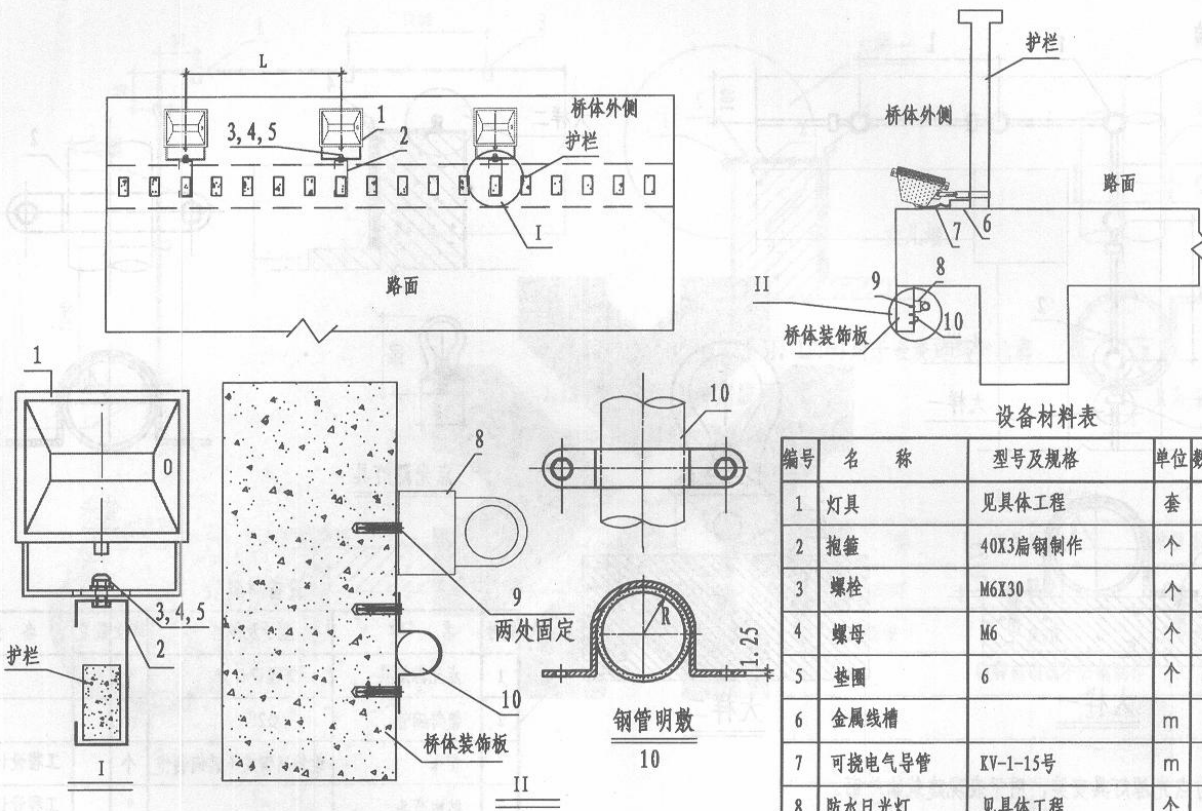 L
桥体外侧
1
3, 4, 5
2
护栏
I
路面
护栏
桥体外侧
路面
7
6
II
9
8
10
桥体装饰板
1
3, 4, 5
2
护栏
I
8
9
两处固定
10
桥体装饰板
II
10
R
1.25
钢管明敷
10
设备材料表
编号 名 称 型号及规格 单位
1 灯具 见具体工程 套
2 抱箍 40X3扁钢制作 个
3 螺栓 M6X30 个
4 螺母 M6 个
垫圈 6 个
6 金属线槽 m
7 可挠电气导管 KV-1-15号 m
8 防水日光灯 见具体工程 个